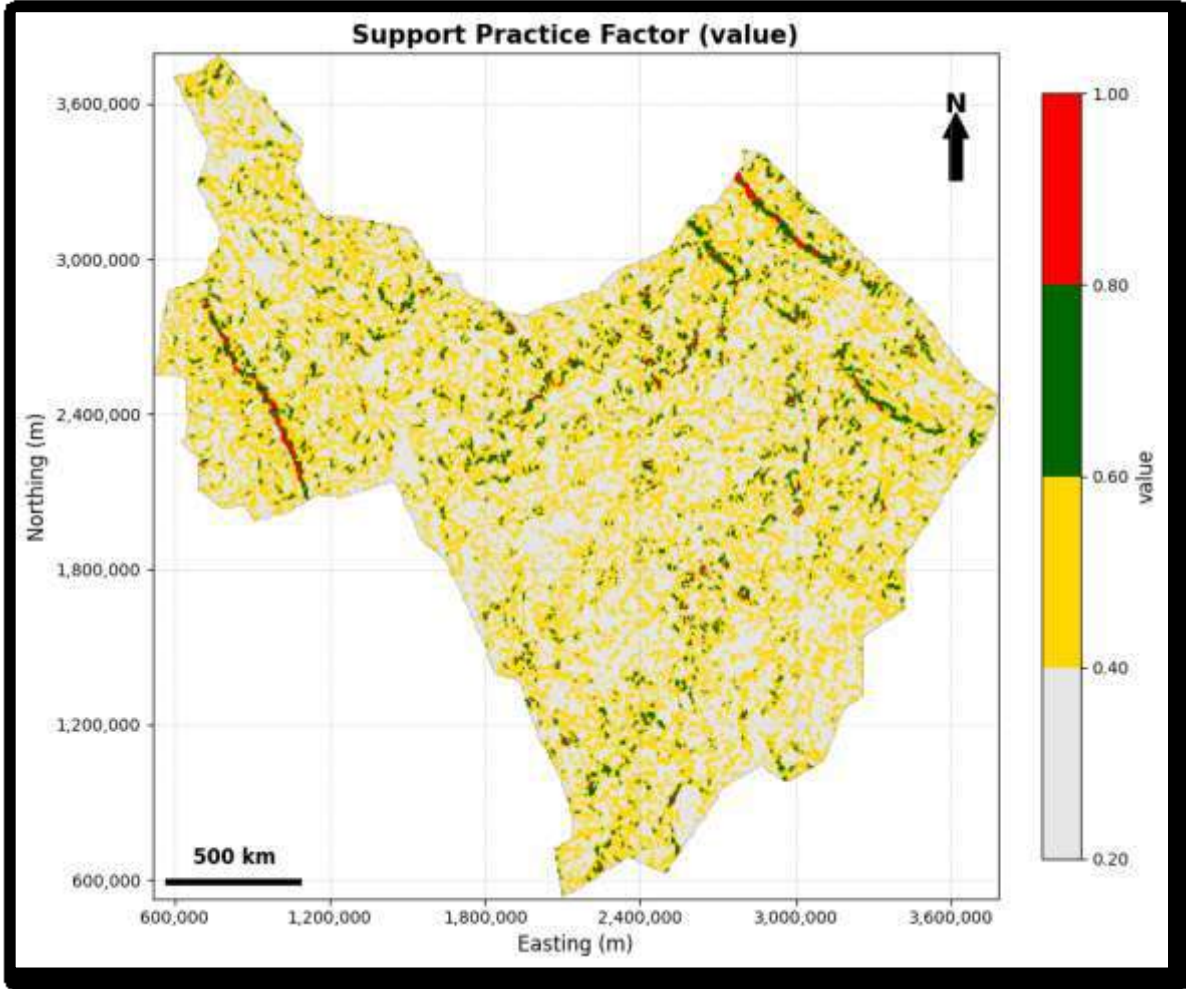 Support Practice Factor (value)
3,600,000
3,000,000
2,400,000
1,800,000
1,200,000
600,000
Northing (m)
600,000
1,200,000
1,800,000
2,400,000
3,000,000
3,600,000
Easting (m)
500 km
N
1.00
0.80
0.60
0.40
0.20
value